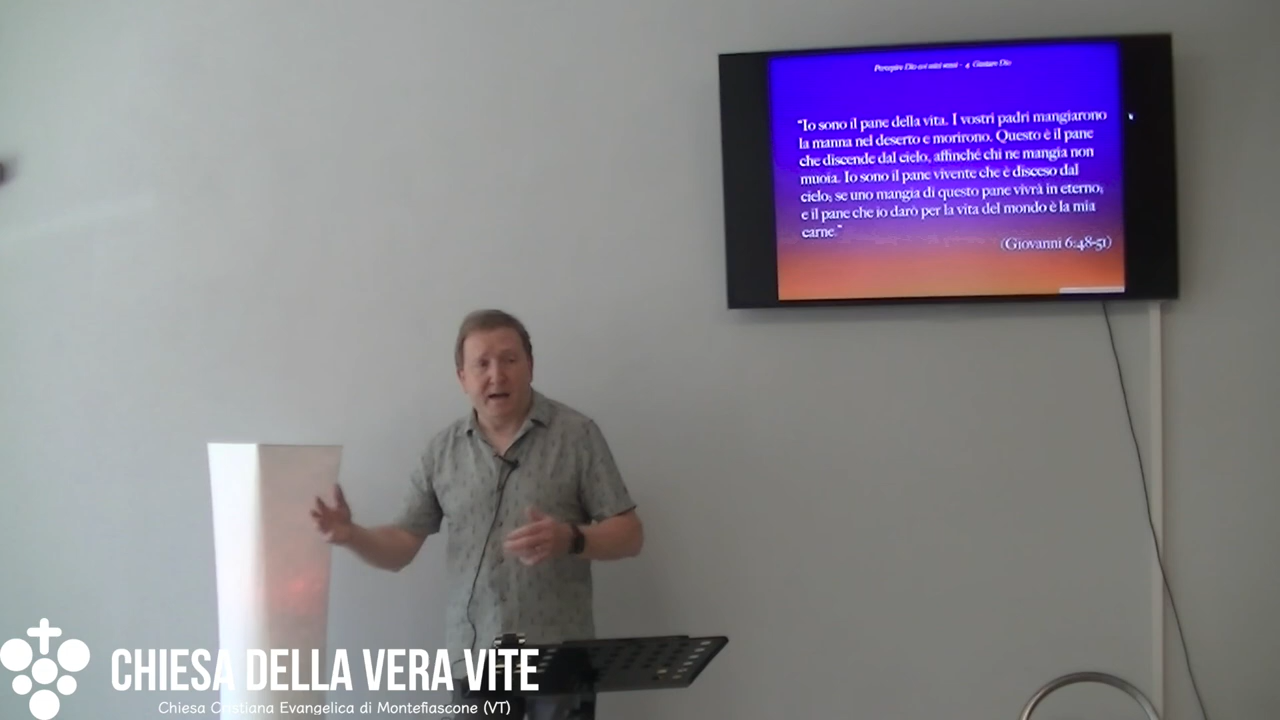 Percepire Dio coi miei sensi - 4. Gustare Dio
"Io sono il pane della vita. I vostri padri mangiarono
la manna nel deserto e morirono. Questo è il pane
che discende dal cielo, affinché chi ne mangia non
muoia. Io sono il pane vivente che è disceso dal
cielo; se uno mangia di questo pane vivrà in eterno;
e il pane che io darò per la vita del mondo è la mia
carne."
(Giovanni 6:48-51)
CHIESA DELLA VERA VITE
Chiesa Cristiana Evangelica di Montefiascone (VT)